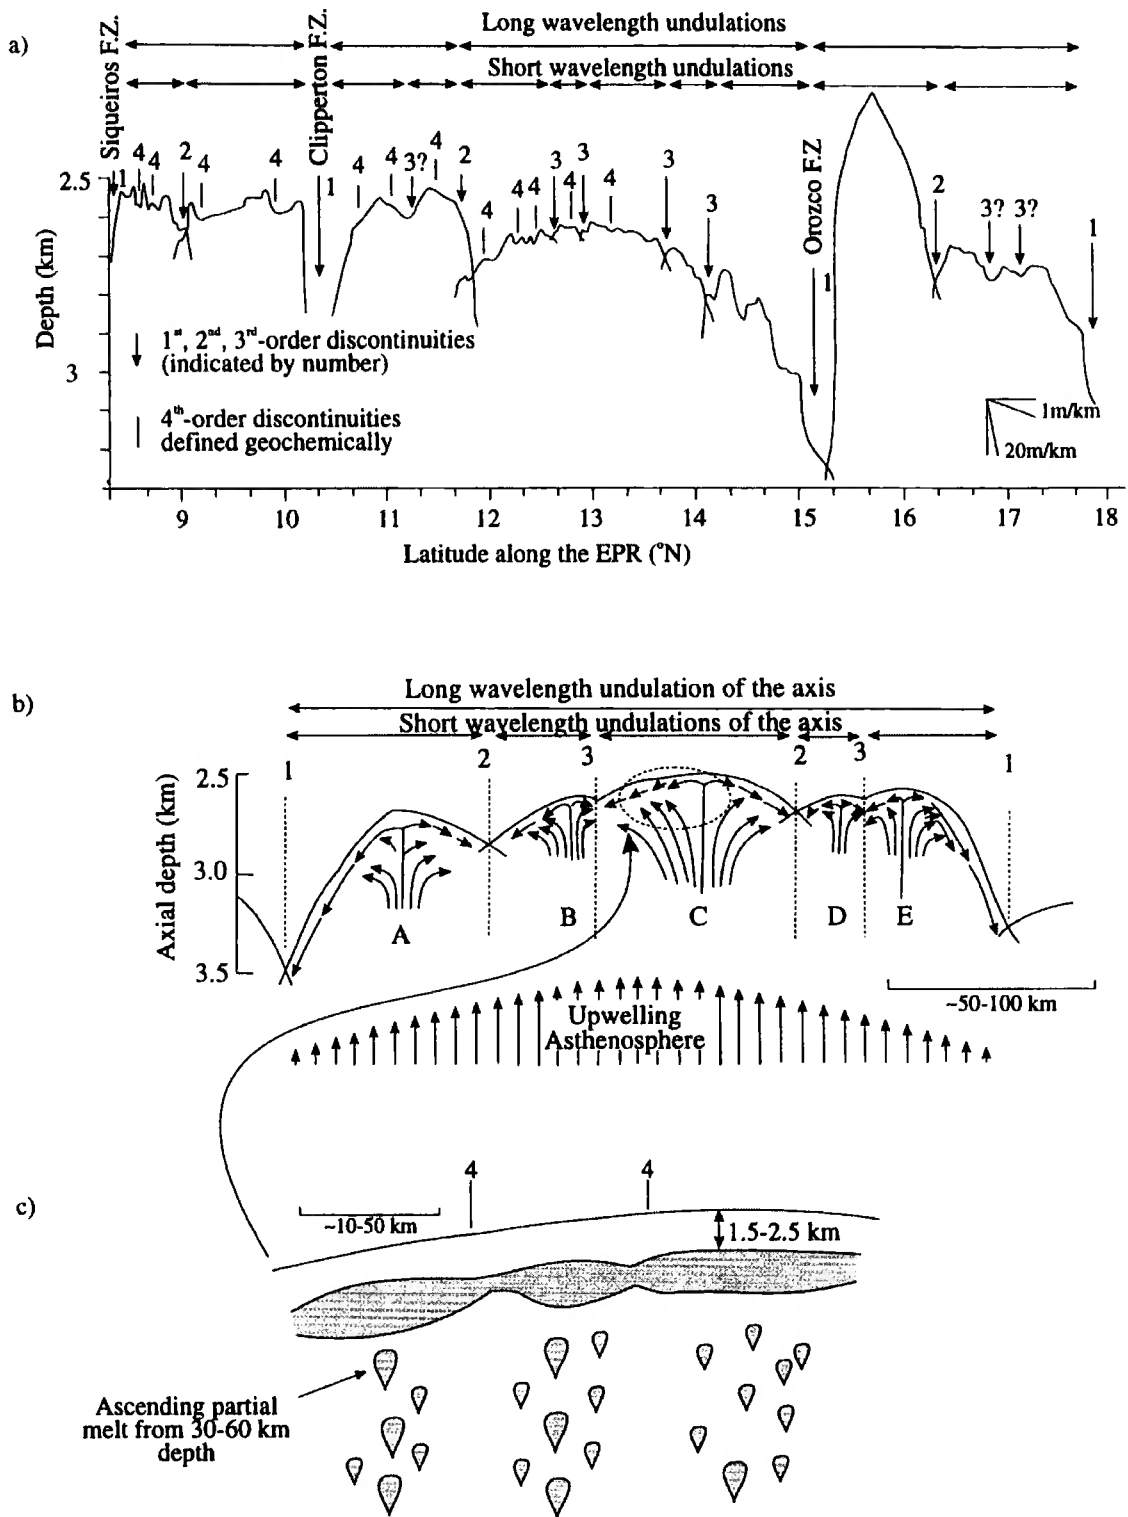 a)
Long wavelength undulations
Short wavelength undulations
Siqueiros F.Z.
Clipperton F.Z.
Orozco F.Z.
1 4 4 2 4 4 1 4 4 3? 4 2 4 4 4 3 4 3 4 3 3 1 2 3? 3? 1
2.5
3
Depth (km)
1st, 2nd, 3rd-order discontinuities
(indicated by number)
4th-order discontinuities
defined geochemically
1m/km
20m/km
9 10 11 12 13 14 15 16 17 18
Latitude along the EPR (°N)
b)
Long wavelength undulation of the axis
Short wavelength undulations of the axis
1 2 3 2 3 1
2.5
3.0
3.5
Axial depth (km)
A B C D E
~50-100 km
Upwelling
Asthenosphere
c)
4 4
~10-50 km
1.5-2.5 km
Ascending partial
melt from 30-60 km
depth